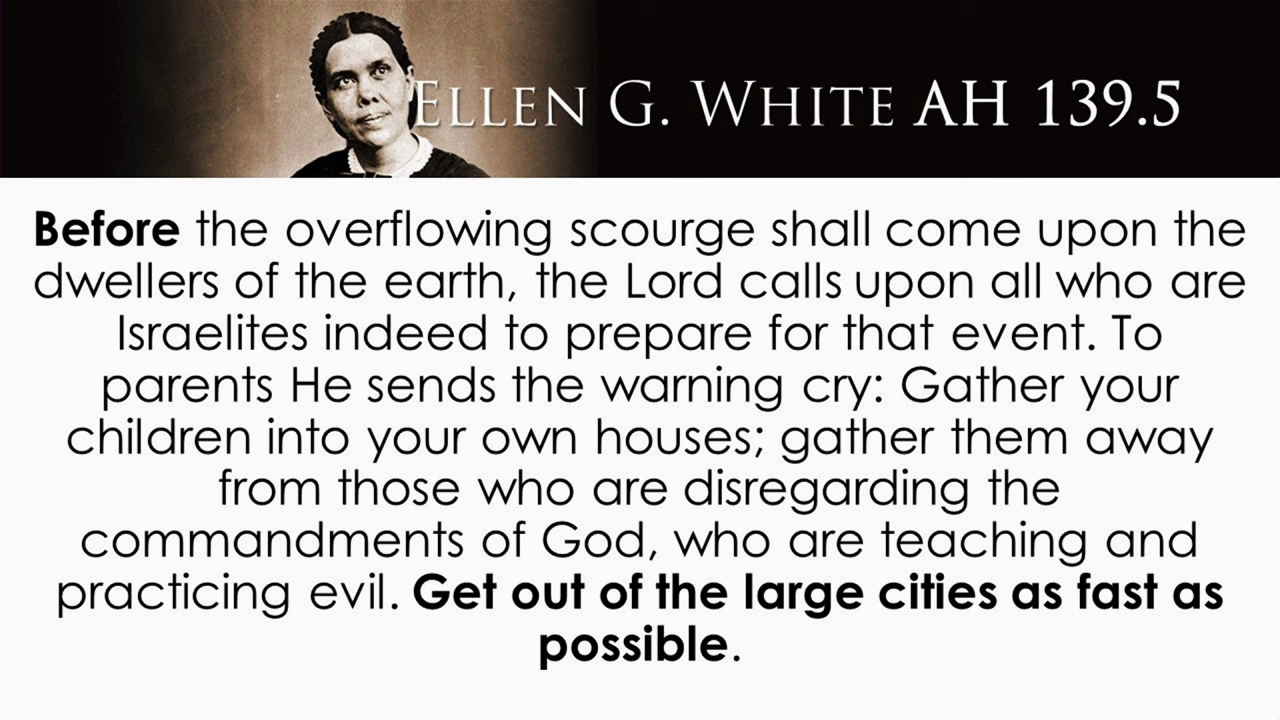 ELLEN G. WHITE AH 139.5
Before the overflowing scourge shall come upon the
dwellers of the earth, the Lord calls upon all who are
Israelites indeed to prepare for that event. To
parents He sends the warning cry: Gather your
children into your own houses; gather them away
from those who are disregarding the
commandments of God, who are teaching and
practicing evil. Get out of the large cities as fast as
possible.